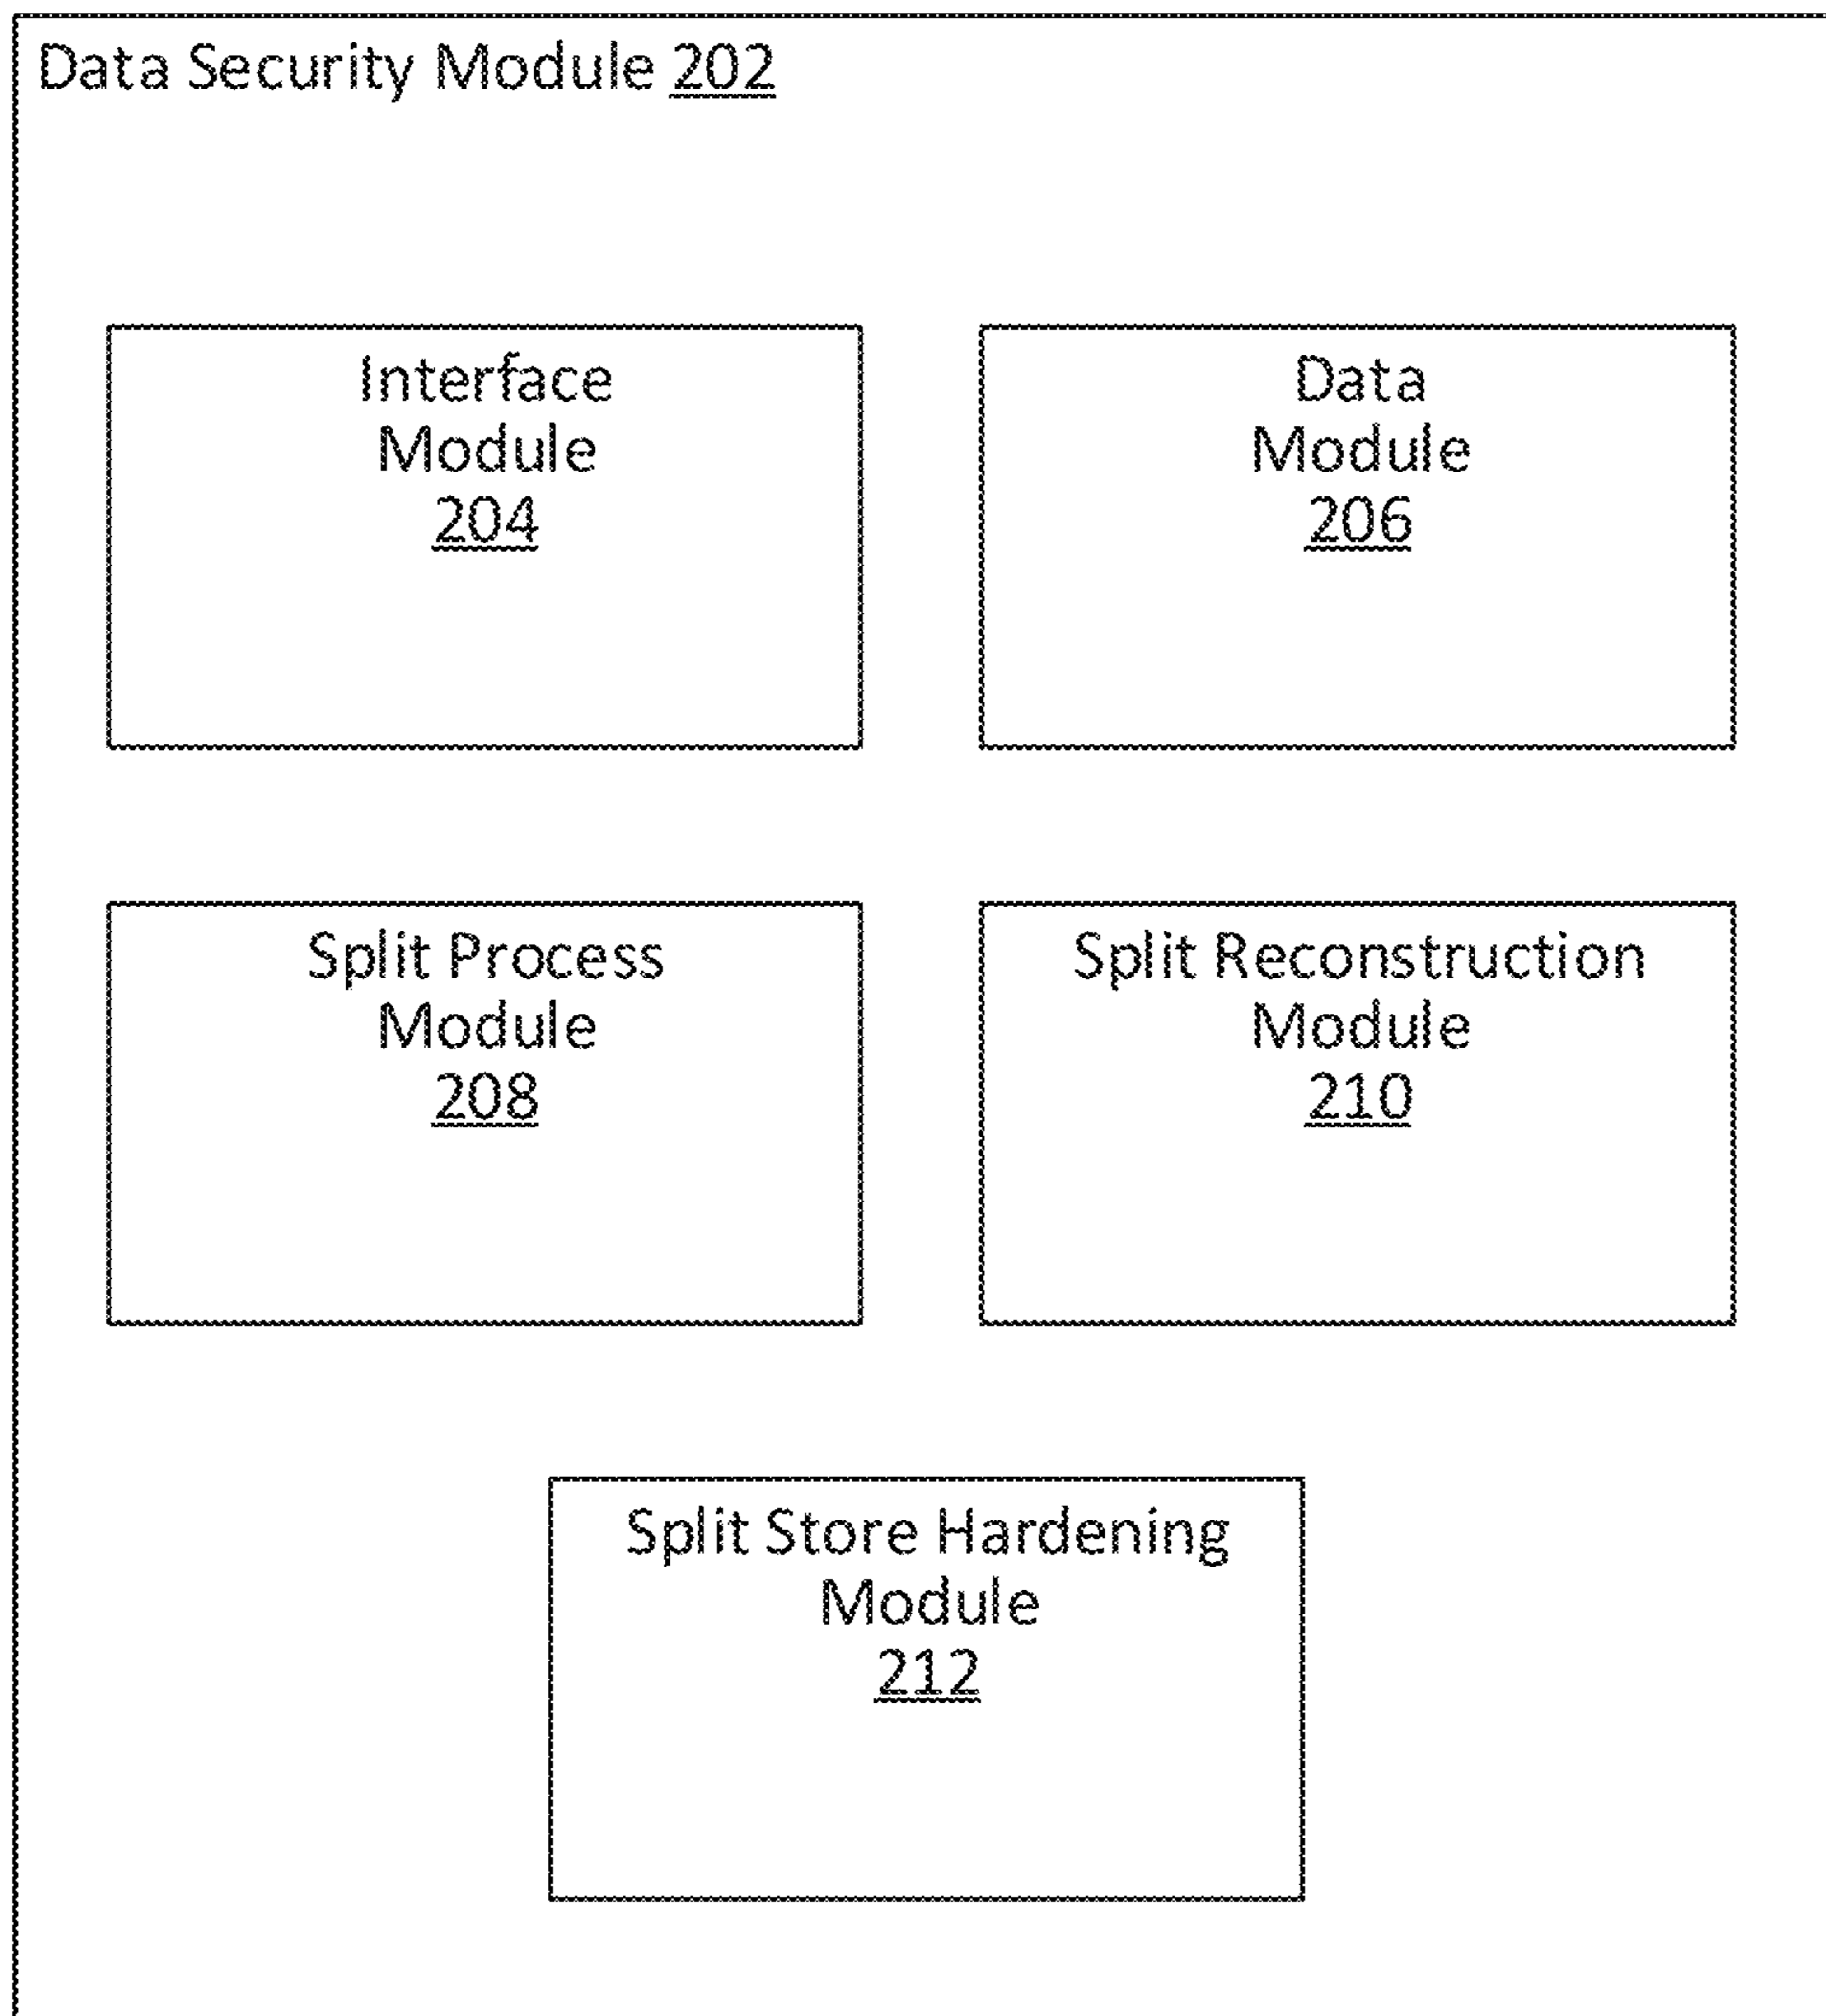 Data Security Module 202
Interface
Module
204
Data
Module
206
Split Process
Module
208
Split Reconstruction
Module
210
Split Store Hardening
Module
212